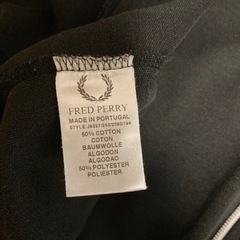 FRED PERRY
MADE IN PORTUGAL
50% COTTON
COTON
BAUMWOLLE
ALGODON
ALGODAO
50% POLYESTER
POLIESTER